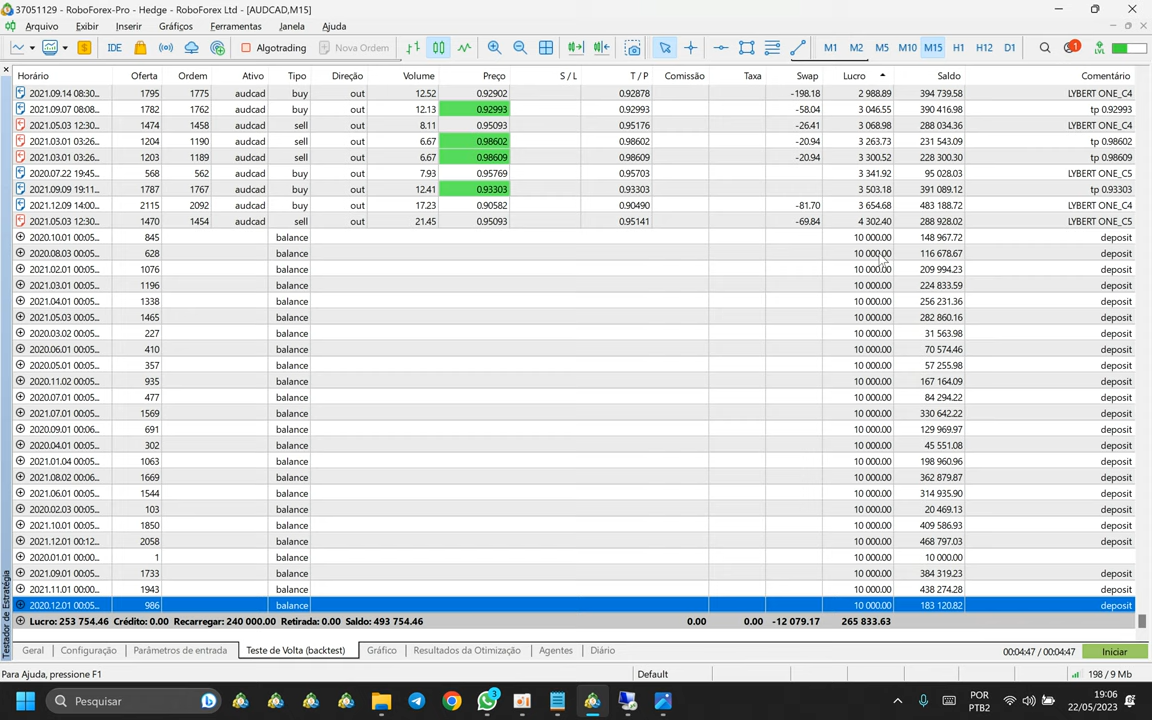 37051129 - RoboForex-Pro - Hedge - RoboForex Ltd - [AUDCAD,M15]
Arquivo Exibir Inserir Gráficos Ferramentas Janela Ajuda
IDE Algotrading Nova Ordem M1 M2 M5 M10 M15 H1 H12 D1 1 LVL
Horário Oferta Ordem Ativo Tipo Direção Volume Preço S / L T / P Comissão Taxa Swap Lucro Saldo Comentário
2021.09.14 08:30... 1795 1775 audcad buy out 12.52 0.92902 0.92878 -198.18 2 988.89 394 739.58 LYBERT ONE_C4
2021.09.07 08:08... 1782 1762 audcad buy out 12.13 0.92993 0.92993 -58.04 3 046.55 390 416.98 tp 0.92993
2021.05.03 12:30... 1474 1458 audcad sell out 8.11 0.95093 0.95176 -26.41 3 068.98 288 034.36 LYBERT ONE_C4
2021.03.01 03:26... 1204 1190 audcad sell out 6.67 0.98602 0.98602 -20.94 3 263.73 231 543.09 tp 0.98602
2021.03.01 03:26... 1203 1189 audcad sell out 6.67 0.98609 0.98609 -20.94 3 300.52 228 300.30 tp 0.98609
2020.07.22 19:45... 568 562 audcad buy out 7.93 0.95769 0.95703 3 341.92 95 028.03 LYBERT ONE_C5
2021.09.09 19:11... 1787 1767 audcad buy out 12.41 0.93303 0.93303 3 503.18 391 089.12 tp 0.93303
2021.12.09 14:00... 2115 2092 audcad buy out 17.23 0.90582 0.90490 -81.70 3 654.68 483 188.72 LYBERT ONE_C4
2021.05.03 12:30... 1470 1454 audcad sell out 21.45 0.95093 0.95141 -69.84 4 302.40 288 928.02 LYBERT ONE_C5
2020.10.01 00:05... 845 balance 10 000.00 148 967.72 deposit
2020.08.03 00:05... 628 balance 10 000.00 116 678.67 deposit
2021.02.01 00:05... 1076 balance 10 000.00 209 994.23 deposit
2021.03.01 00:05... 1196 balance 10 000.00 224 833.59 deposit
2021.04.01 00:05... 1338 balance 10 000.00 256 231.36 deposit
2021.05.03 00:05... 1465 balance 10 000.00 282 860.16 deposit
2020.03.02 00:05... 227 balance 10 000.00 31 563.98 deposit
2020.06.01 00:05... 410 balance 10 000.00 70 574.46 deposit
2020.05.01 00:05... 357 balance 10 000.00 57 255.98 deposit
2020.11.02 00:05... 935 balance 10 000.00 167 164.09 deposit
2020.07.01 00:05... 477 balance 10 000.00 84 294.22 deposit
2021.07.01 00:05... 1569 balance 10 000.00 330 642.22 deposit
2020.09.01 00:06... 691 balance 10 000.00 129 969.97 deposit
2020.04.01 00:05... 302 balance 10 000.00 45 551.08 deposit
2021.01.04 00:05... 1063 balance 10 000.00 198 960.96 deposit
2021.08.02 00:06... 1669 balance 10 000.00 362 879.87 deposit
2021.06.01 00:05... 1544 balance 10 000.00 314 935.90 deposit
2020.02.03 00:05... 103 balance 10 000.00 20 469.13 deposit
2021.10.01 00:05... 1850 balance 10 000.00 409 586.93 deposit
2021.12.01 00:12... 2058 balance 10 000.00 468 797.03 deposit
2020.01.01 00:00... 1 balance 10 000.00 10 000.00
2021.09.01 00:05... 1733 balance 10 000.00 384 319.23 deposit
2021.11.01 00:00... 1943 balance 10 000.00 438 274.28 deposit
2020.12.01 00:05... 986 balance 10 000.00 183 120.82 deposit
Lucro: 253 754.46 Crédito: 0.00 Recarregar: 240 000.00 Retirada: 0.00 Saldo: 493 754.46 0.00 0.00 -12 079.17 265 833.63
Testador de Estratégia
Geral Configuração Parâmetros de entrada Teste de Volta (backtest) Gráfico Resultados da Otimização Agentes Diário 00:04:47 / 00:04:47 Iniciar
Para Ajuda, pressione F1 Default 198 / 9 Mb
Pesquisar 3 POR 19:06
PTB2 22/05/2023